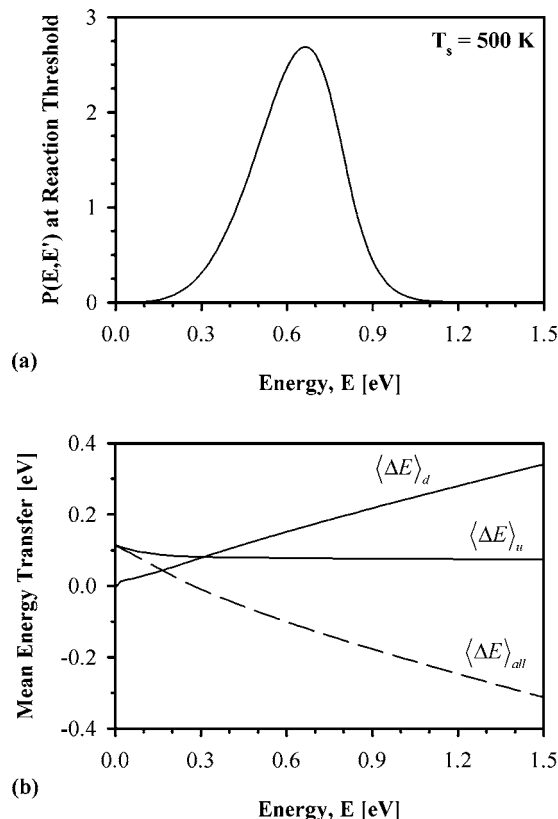 3
T_s = 500 K
2
1
0
P(E,E') at Reaction Threshold
0.0 0.3 0.6 0.9 1.2 1.5
(a)
Energy, E [eV]
0.4
⟨ΔE⟩_d
0.2
⟨ΔE⟩_u
0.0
-0.2
⟨ΔE⟩_all
-0.4
Mean Energy Transfer [eV]
0.0 0.3 0.6 0.9 1.2 1.5
(b)
Energy, E [eV]